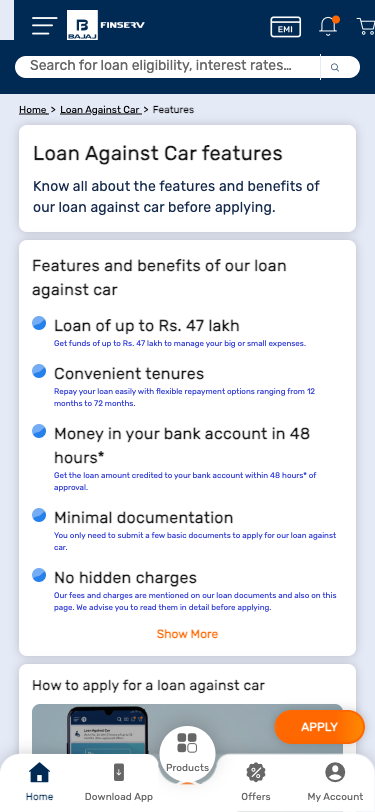 BAJAJ
FINSERV
EMI
Search for loan eligibility, interest rates...
Home > Loan Against Car > Features
Loan Against Car features
Know all about the features and benefits of
our loan against car before applying.
Features and benefits of our loan
against car
Loan of up to Rs. 47 lakh
Get funds of up to Rs. 47 lakh to manage your big or small expenses.
Convenient tenures
Repay your loan easily with flexible repayment options ranging from 12
months to 72 months.
Money in your bank account in 48
hours*
Get the loan amount credited to your bank account within 48 hours* of
approval.
Minimal documentation
You only need to submit a few basic documents to apply for our loan against
car.
No hidden charges
Our fees and charges are mentioned on our loan documents and also on this
page. We advise you to read them in detail before applying.
Show More
How to apply for a loan against car
Loan Against Car
APPLY
Home
Download App
Products
Offers
My Account